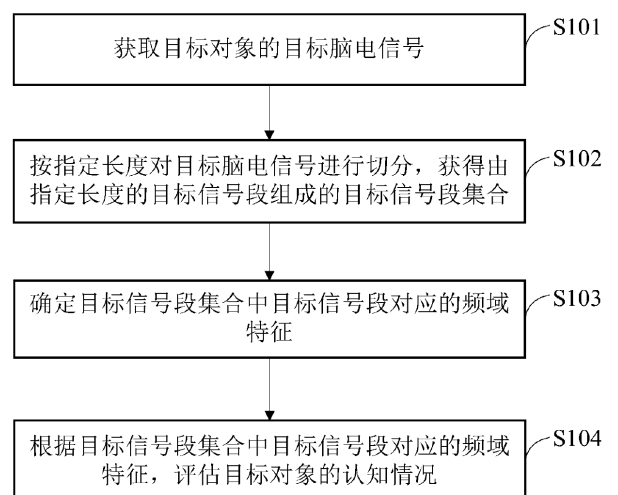 获取目标对象的目标脑电信号
S101
按指定长度对目标脑电信号进行切分，获得由
指定长度的目标信号段组成的目标信号段集合
S102
确定目标信号段集合中目标信号段对应的频域
特征
S103
根据目标信号段集合中目标信号段对应的频域
特征，评估目标对象的认知情况
S104